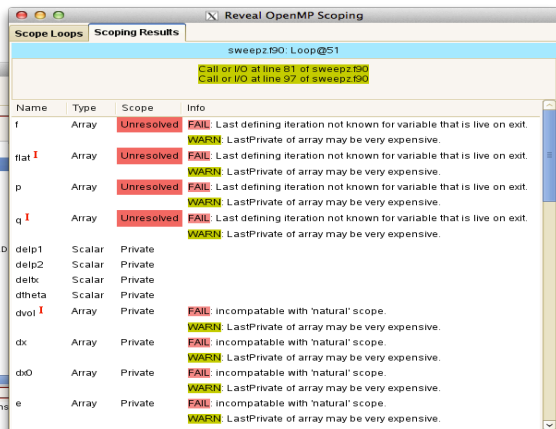 Reveal OpenMP Scoping
Scope Loops Scoping Results
sweepz.f90: Loop@51
Call or I/O at line 81 of sweepz.f90
Call or I/O at line 97 of sweepz.f90
Name Type Scope Info
f Array Unresolved FAIL: Last defining iteration not known for variable that is live on exit.
WARN: LastPrivate of array may be very expensive.
flat I Array Unresolved FAIL: Last defining iteration not known for variable that is live on exit.
WARN: LastPrivate of array may be very expensive.
p Array Unresolved FAIL: Last defining iteration not known for variable that is live on exit.
WARN: LastPrivate of array may be very expensive.
q I Array Unresolved FAIL: Last defining iteration not known for variable that is live on exit.
WARN: LastPrivate of array may be very expensive.
delp1 Scalar Private
delp2 Scalar Private
deltx Scalar Private
dtheta Scalar Private
dvol I Array Private FAIL: incompatable with 'natural' scope.
WARN: LastPrivate of array may be very expensive.
dx Array Private FAIL: incompatable with 'natural' scope.
WARN: LastPrivate of array may be very expensive.
dx0 Array Private FAIL: incompatable with 'natural' scope.
WARN: LastPrivate of array may be very expensive.
e Array Private FAIL: incompatable with 'natural' scope.
WARN: LastPrivate of array may be very expensive.